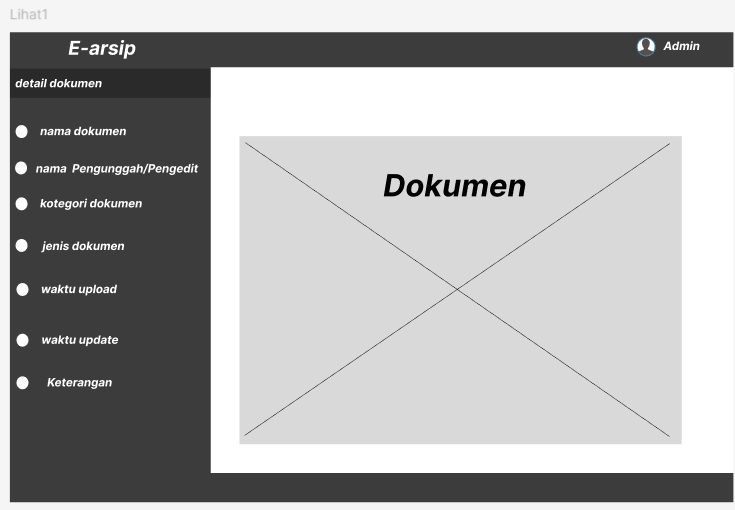 Lihat1
E-arsip
Admin
detail dokumen
nama dokumen
nama Pengunggah/Pengedit
kotegori dokumen
jenis dokumen
waktu upload
waktu update
Keterangan
Dokumen